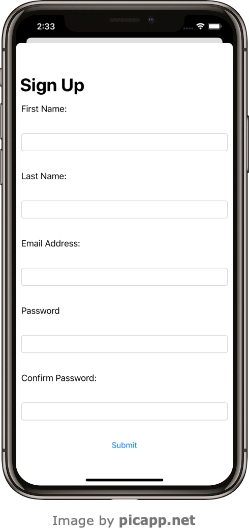 2:33
Sign Up
First Name:
Last Name:
Email Address:
Password
Confirm Password:
Submit
Image by picapp.net